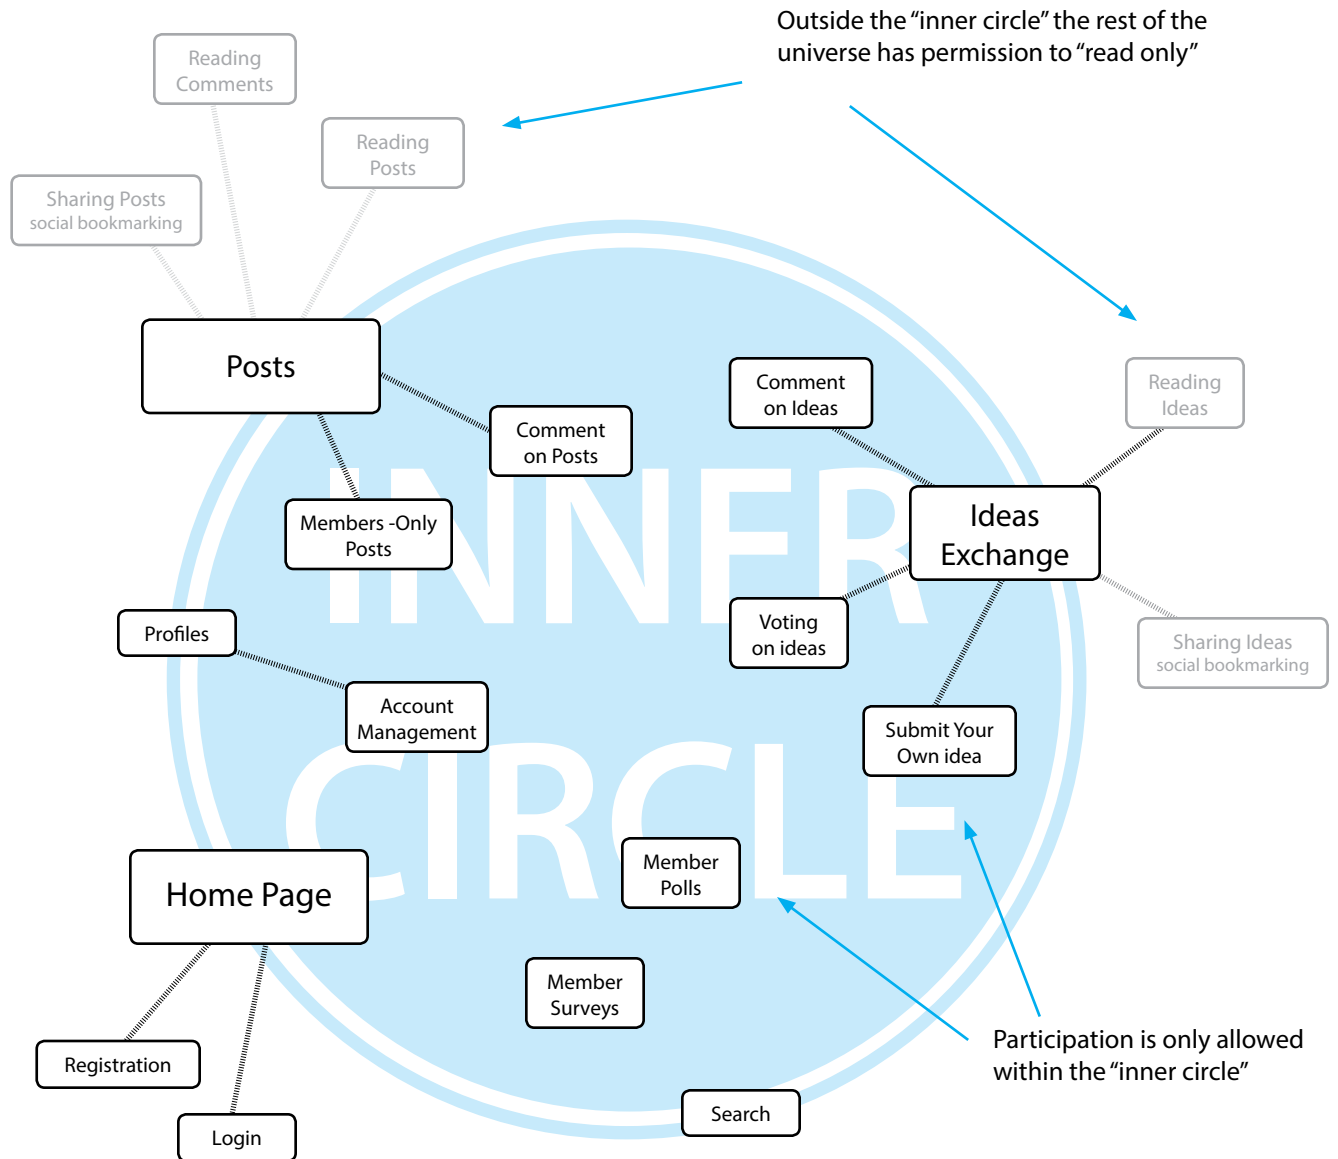 Outside the “inner circle” the rest of the
universe has permission to “read only”
Reading
Comments
Reading
Posts
Sharing Posts
social bookmarking
Posts
Comment
on Posts
Members -Only
Posts
Comment
on Ideas
Reading
Ideas
Ideas
Exchange
Voting
on ideas
Sharing Ideas
social bookmarking
Submit Your
Own idea
INNER
CIRCLE
Profiles
Account
Management
Home Page
Member
Polls
Member
Surveys
Registration
Login
Search
Participation is only allowed
within the “inner circle”